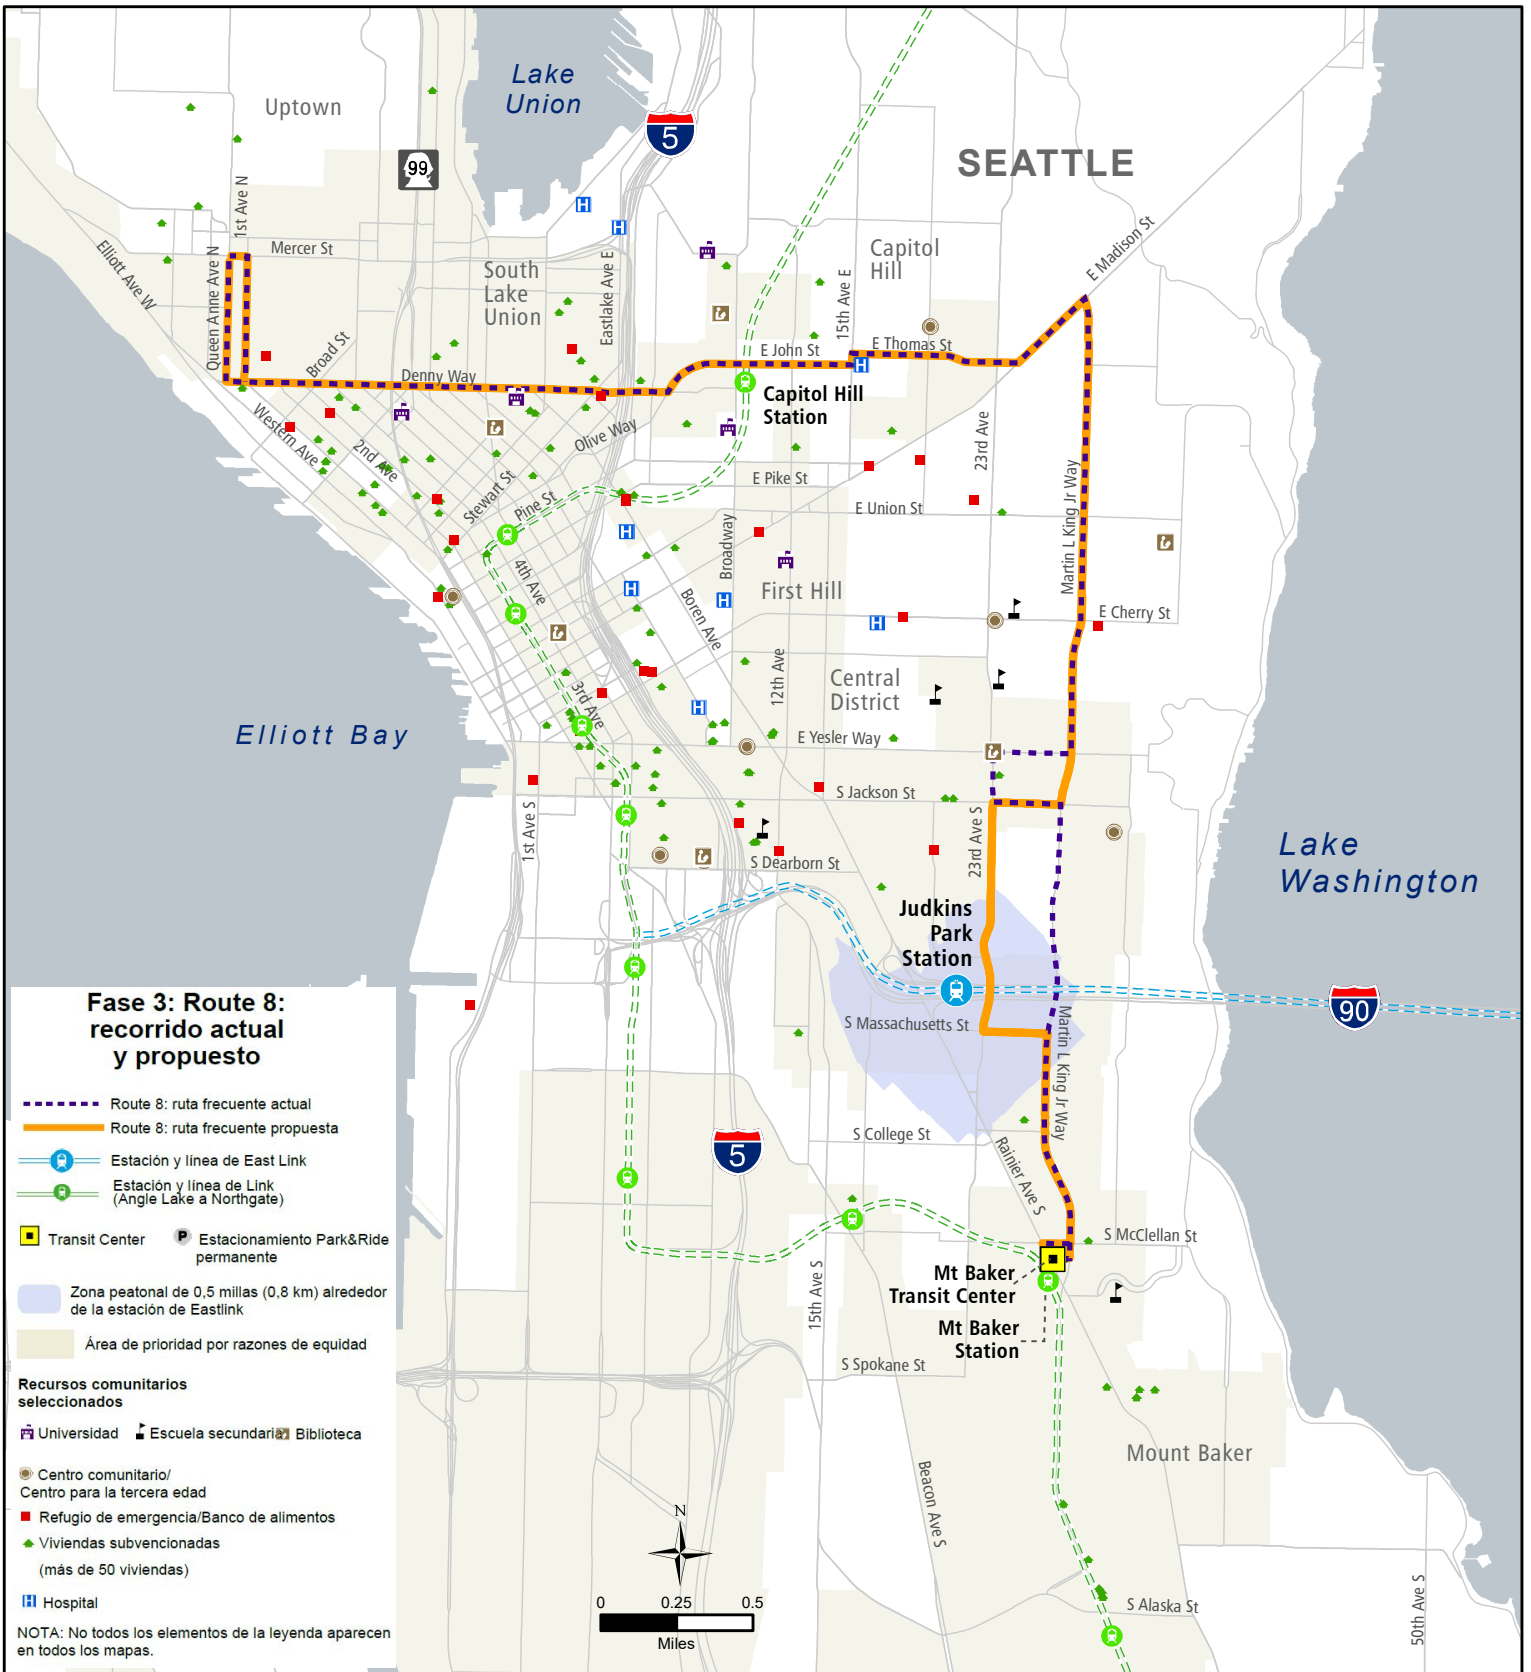 Lake
Union
Uptown
5
SEATTLE
99
1st Ave N
Mercer St
Queen Anne Ave N
Elliott Ave W
South
Lake
Union
Eastlake Ave E
Capitol
Hill
15th Ave E
E Madison St
Broad St
Denny Way
E John St
E Thomas St
Capitol Hill
Station
Western Ave
2nd Ave
Olive Way
Stewart St
Pine St
E Pike St
E Union St
23rd Ave
Martin L King Jr Way
4th Ave
Broadway
First Hill
Boren Ave
E Cherry St
12th Ave
Central
District
3rd Ave
Elliott Bay
E Yesler Way
S Jackson St
1st Ave S
S Dearborn St
23rd Ave S
Lake
Washington
Judkins
Park
Station
90
S Massachusetts St
Martin L King Jr Way
S College St
5
Rainier Ave S
S McClellan St
15th Ave S
Mt Baker
Transit Center
Mt Baker
Station
S Spokane St
Mount Baker
Beacon Ave S
S Alaska St
50th Ave S
Fase 3: Route 8:
recorrido actual
y propuesto
Route 8: ruta frecuente actual
Route 8: ruta frecuente propuesta
Estación y línea de East Link
Estación y línea de Link
(Angle Lake a Northgate)
Transit Center
P Estacionamiento Park&Ride
permanente
Zona peatonal de 0,5 millas (0,8 km) alrededor
de la estación de Eastlink
Área de prioridad por razones de equidad
Recursos comunitarios
seleccionados
Universidad Escuela secundaria Biblioteca
Centro comunitario/
Centro para la tercera edad
Refugio de emergencia/Banco de alimentos
Viviendas subvencionadas
(más de 50 viviendas)
H Hospital
NOTA: No todos los elementos de la leyenda aparecen
en todos los mapas.
N
0 0.25 0.5
Miles